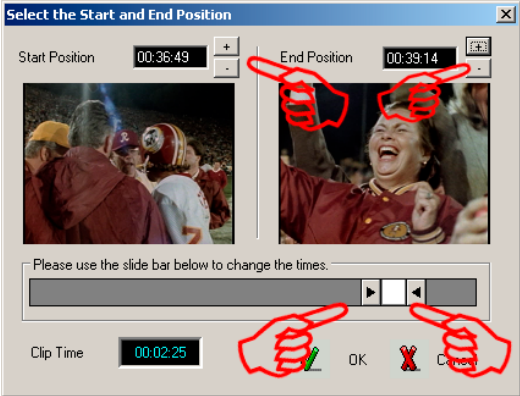 Select the Start and End Position
Start Position 00:36:49 + -
End Position 00:39:14 + -
Please use the slide bar below to change the times.
Clip Time 00:02:25
OK
Cancel